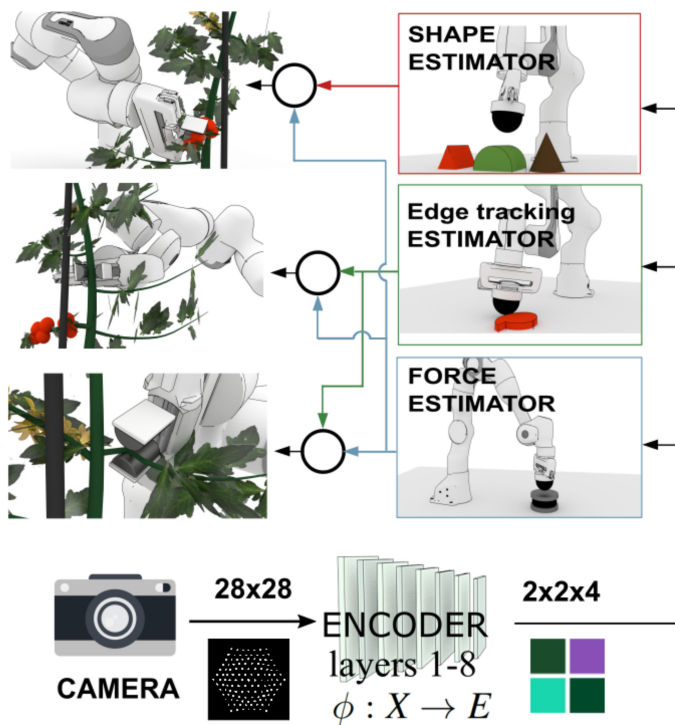 SHAPE
ESTIMATOR
Edge tracking
ESTIMATOR
FORCE
ESTIMATOR
28x28
2x2x4
ENCODER
layers 1-8
ϕ : X → E
CAMERA